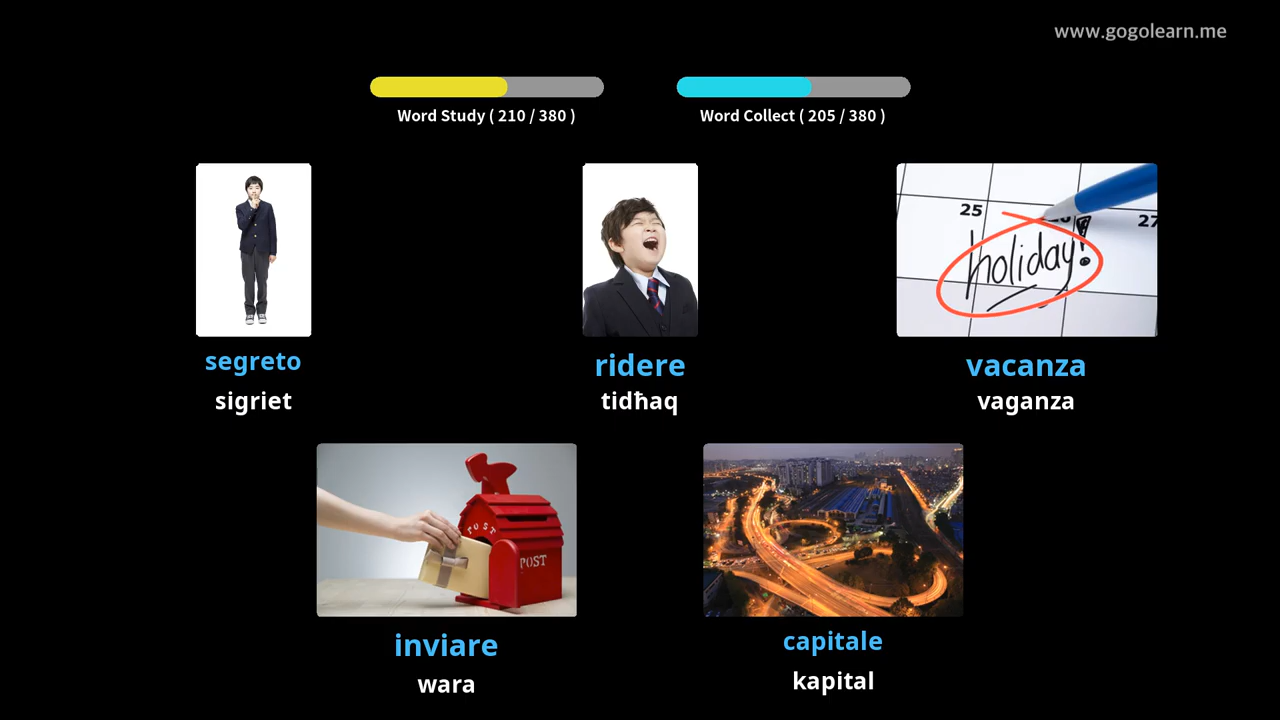 www.gogolearn.me
Word Study ( 210 / 380 )
Word Collect ( 205 / 380 )
segreto
sigriet
ridere
tidħaq
25
27
holiday!
vacanza
vaganza
POST
POST
inviare
wara
capitale
kapital